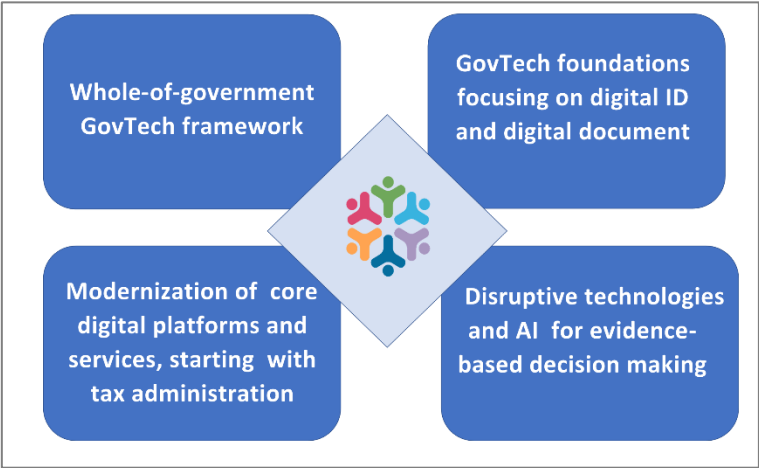 Whole-of-government
GovTech framework
GovTech foundations
focusing on digital ID
and digital document
Modernization of core
digital platforms and
services, starting with
tax administration
Disruptive technologies
and AI for evidence-
based decision making